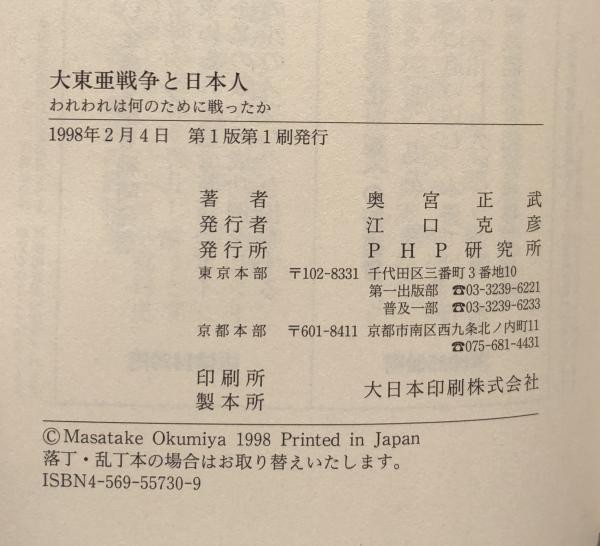 大東亜戦争と日本人
われわれは何のために戦ったか
1998年2月4日 第1版第1刷発行
著者 奥宮正武
発行者 江口克彦
発行所 PHP研究所
東京本部 〒102-8331 千代田区三番町3番地10
第一出版部 ☎03-3239-6221
普及一部 ☎03-3239-6233
京都本部 〒601-8411 京都市南区西九条北ノ内町11
☎075-681-4431
印刷所
製本所 大日本印刷株式会社
©Masatake Okumiya 1998 Printed in Japan
落丁・乱丁本の場合はお取り替えいたします。
ISBN4-569-55730-9